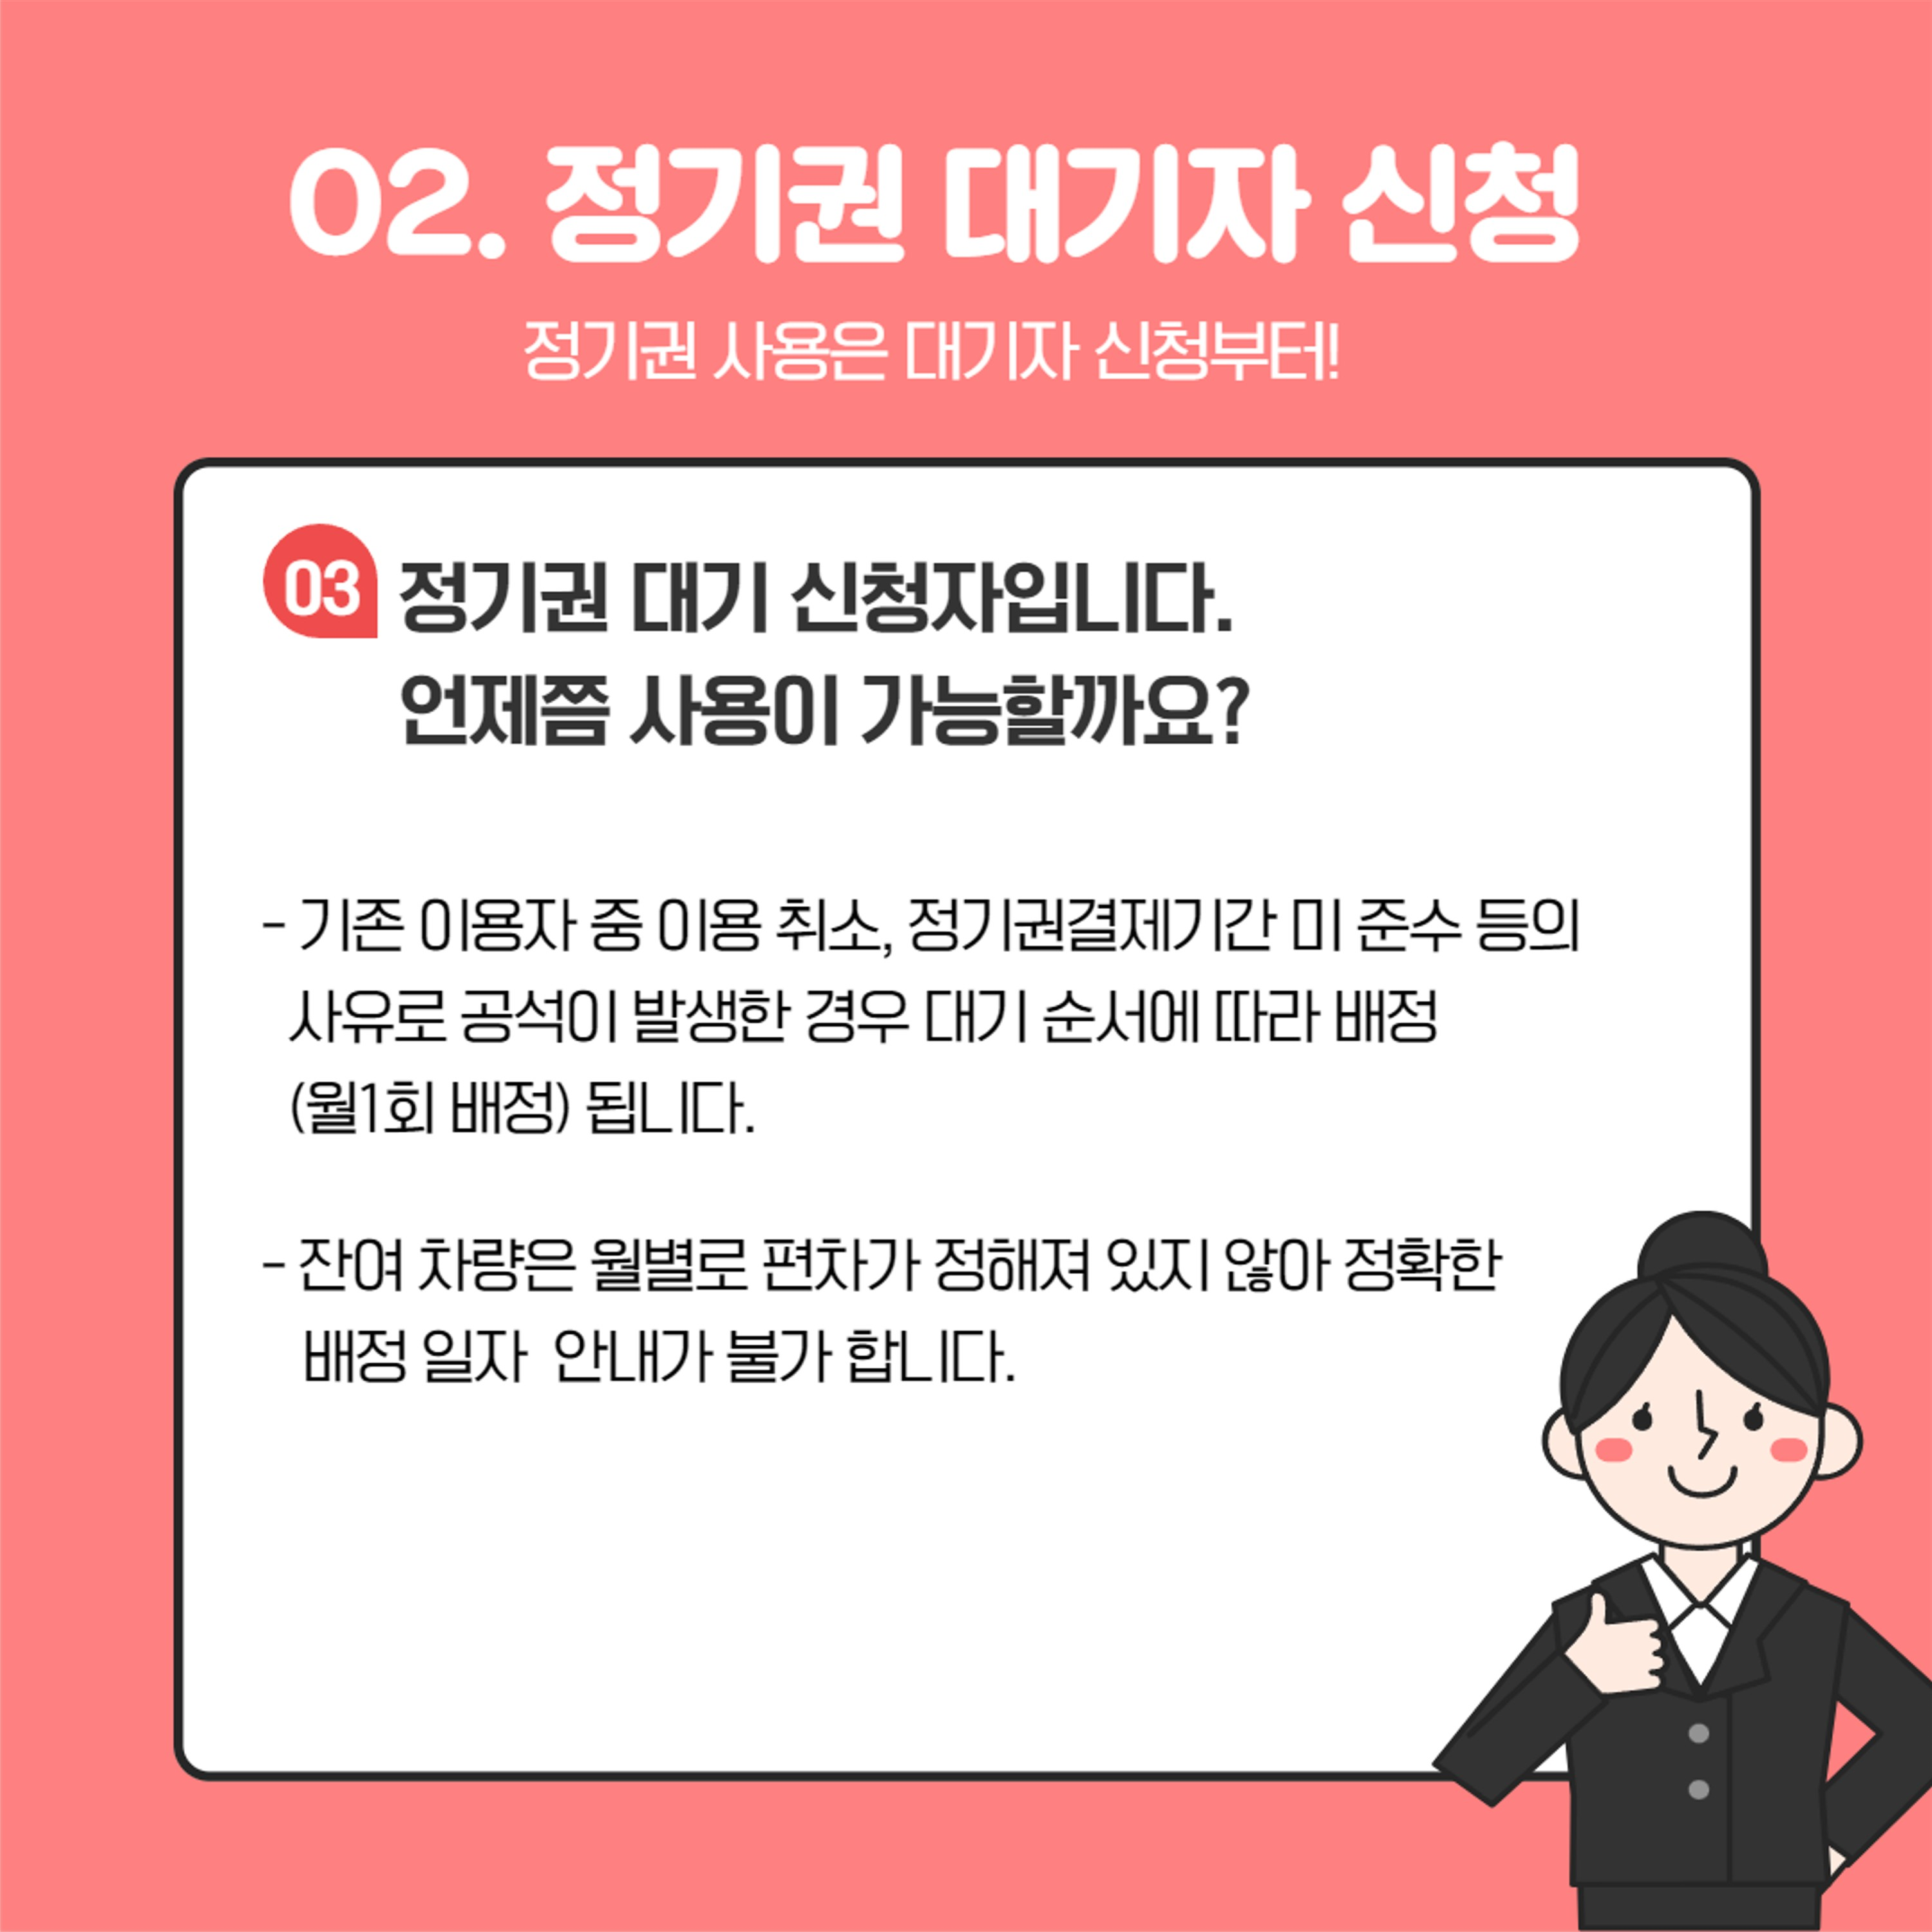 02. 정기권 대기자 신청
정기권 사용은 대기자 신청부터!
03 정기권 대기 신청자입니다.
언제쯤 사용이 가능할까요?
- 기존 이용자 중 이용 취소, 정기권결제기간 미 준수 등의
사유로 공석이 발생한 경우 대기 순서에 따라 배정
(월1회 배정) 됩니다.
- 잔여 차량은 월별로 편차가 정해져 있지 않아 정확한
배정 일자  안내가 불가 합니다.